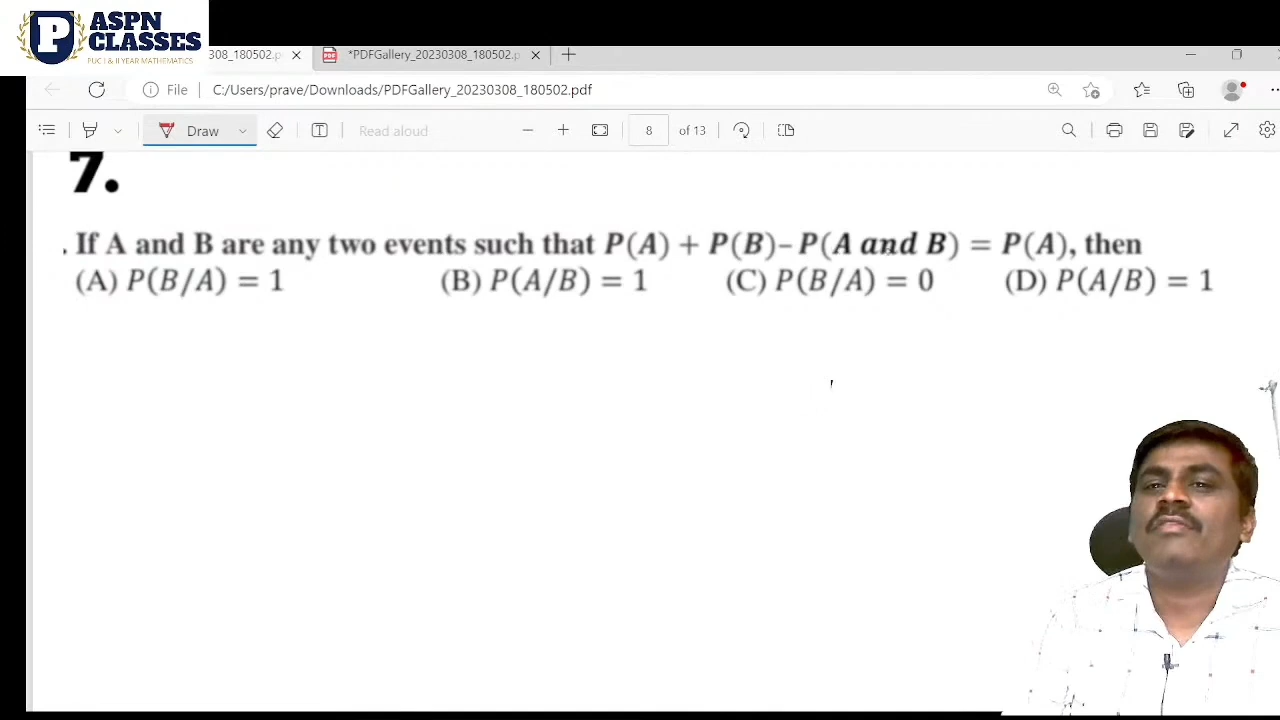 P
ASPN
CLASSES
PUC I & II YEAR MATHEMATICS
308_180502.p
*PDFGallery_20230308_180502.p
File | C:/Users/prave/Downloads/PDFGallery_20230308_180502.pdf
Draw
Read aloud
8 of 13
7.
. If A and B are any two events such that P(A) + P(B)– P(A and B) = P(A), then
(A) P(B/A) = 1 (B) P(A/B) = 1 (C) P(B/A) = 0 (D) P(A/B) = 1